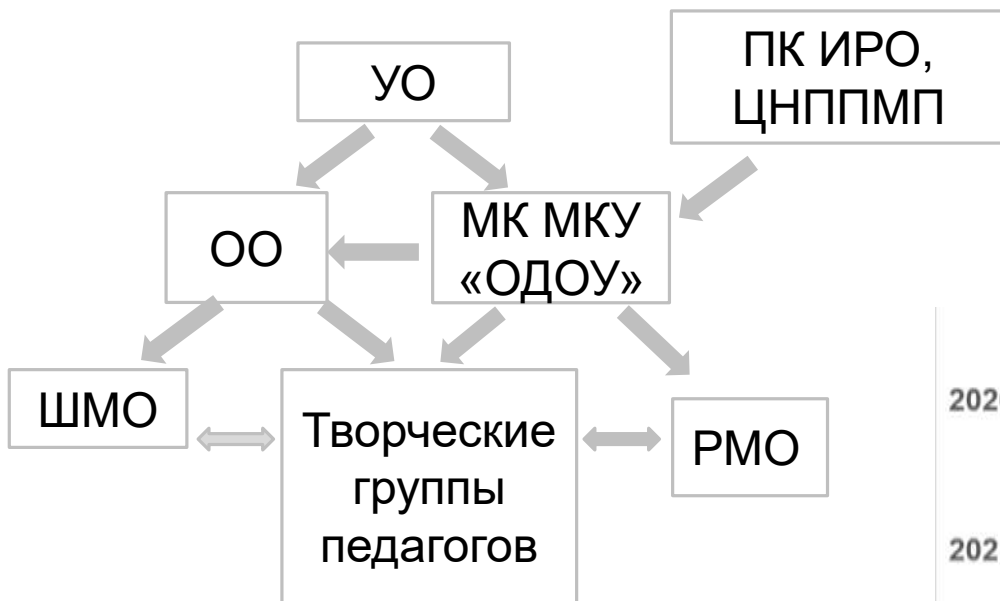 УО
ПК ИРО,
ЦНППМП
ОО
МК МКУ
«ОДОУ»
ШМО
Творческие
группы
педагогов
РМО